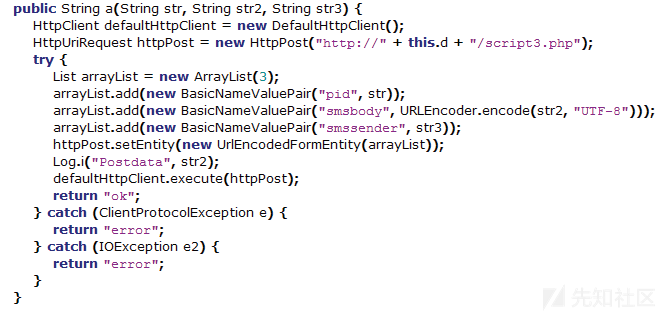 public String a(String str, String str2, String str3) {
HttpClient defaultHttpClient = new DefaultHttpClient();
HttpUriRequest httpPost = new HttpPost("http://" + this.d + "/script3.php");
try {
List arrayList = new ArrayList(3);
arrayList.add(new BasicNameValuePair("pid", str));
arrayList.add(new BasicNameValuePair("smsbody", URLEncoder.encode(str2, "UTF-8")));
arrayList.add(new BasicNameValuePair("smssender", str3));
httpPost.setEntity(new UrlEncodedFormEntity(arrayList));
Log.i("Postdata", str2);
defaultHttpClient.execute(httpPost);
return "ok";
} catch (ClientProtocolException e) {
return "error";
} catch (IOException e2) {
return "error";
}
}
先知社区